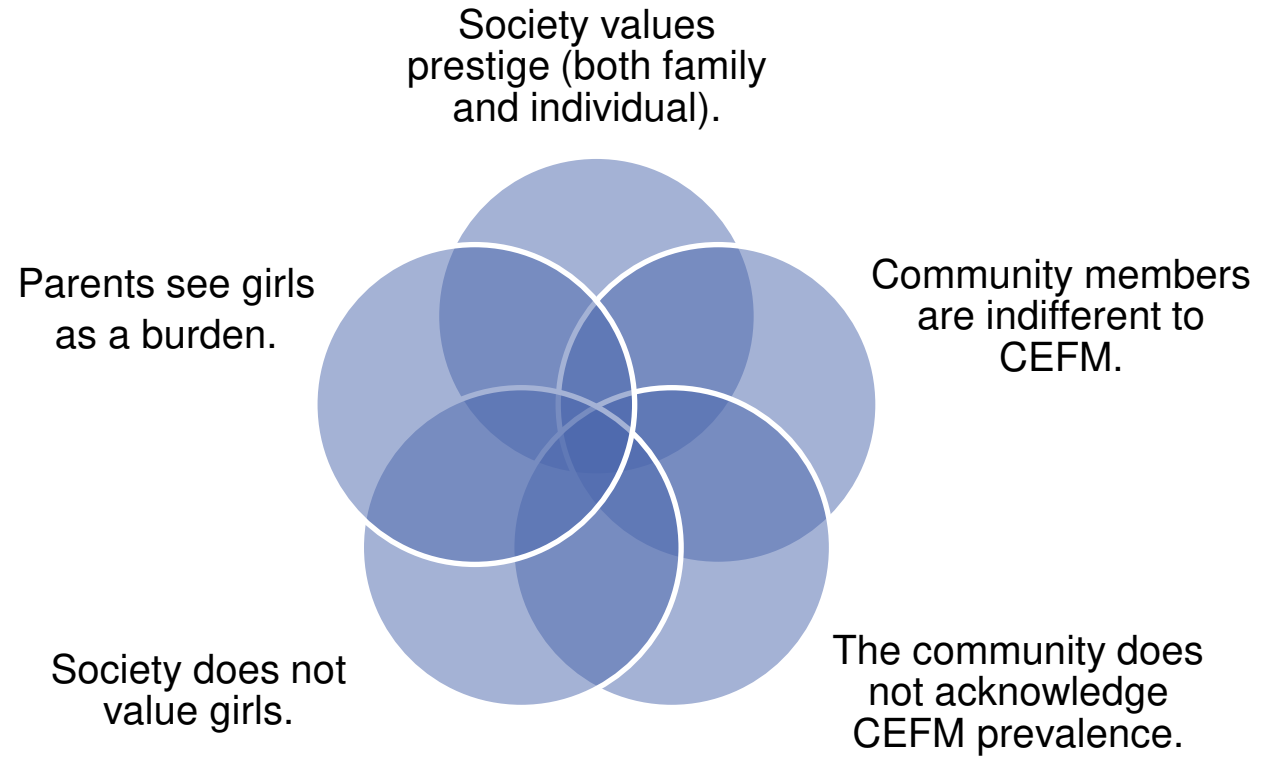 Society values
prestige (both family
and individual).
Parents see girls
as a burden.
Community members
are indifferent to
CEFM.
Society does not
value girls.
The community does
not acknowledge
CEFM prevalence.